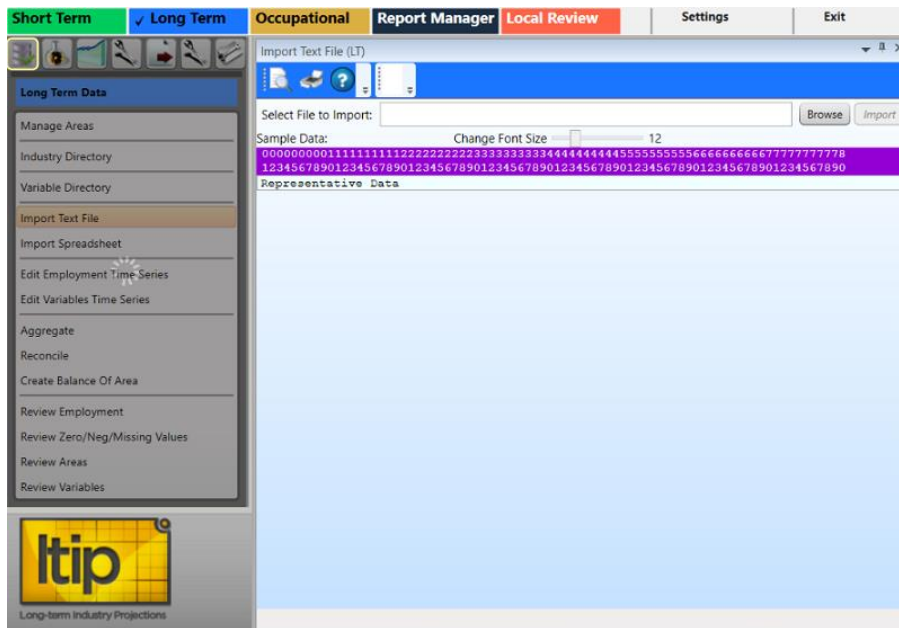 Short Term
✓ Long Term
Occupational
Report Manager
Local Review
Settings
Exit
Long Term Data
Manage Areas
Industry Directory
Variable Directory
Import Text File
Import Spreadsheet
Edit Employment Time Series
Edit Variables Time Series
Aggregate
Reconcile
Create Balance Of Area
Review Employment
Review Zero/Neg/Missing Values
Review Areas
Review Variables
ltip
Long-term Industry Projections
Import Text File (LT)
Select File to Import:
Browse
Import
Sample Data:
Change Font Size
12
00000000011111111112222222222333333333344444444445555555555666666666677777777778
12345678901234567890123456789012345678901234567890123456789012345678901234567890
Representative Data